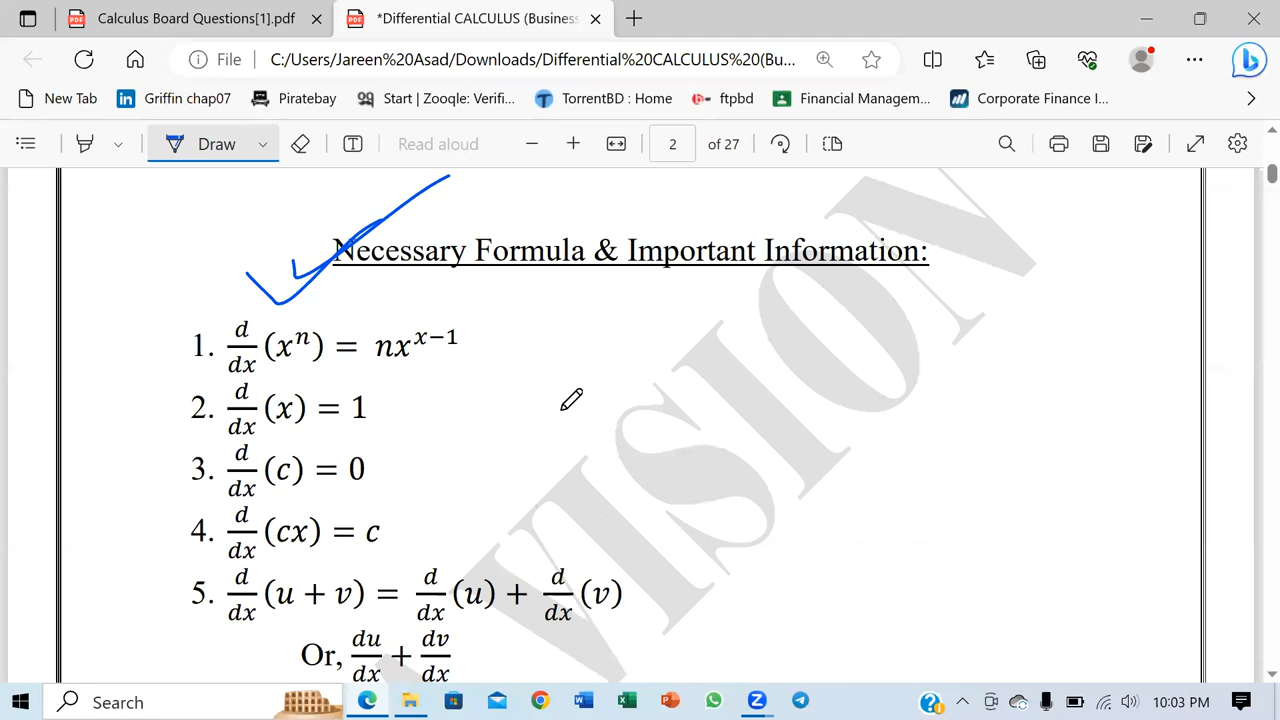 Calculus Board Questions[1].pdf
*Differential CALCULUS (Business
File
C:/Users/Jareen%20Asad/Downloads/Differential%20CALCULUS%20(Bu...
New Tab
Griffin chap07
Piratebay
Start | Zooqle: Verifi...
TorrentBD : Home
ftpbd
Financial Managem...
Corporate Finance I...
Draw
Read aloud
2 of 27
Necessary Formula & Important Information:
1. d/dx (xⁿ) = nx^(x−1)
2. d/dx (x) = 1
3. d/dx (c) = 0
4. d/dx (cx) = c
5. d/dx (u + v) = d/dx (u) + d/dx (v)
Or, du/dx + dv/dx
VISION
Search
10:03 PM